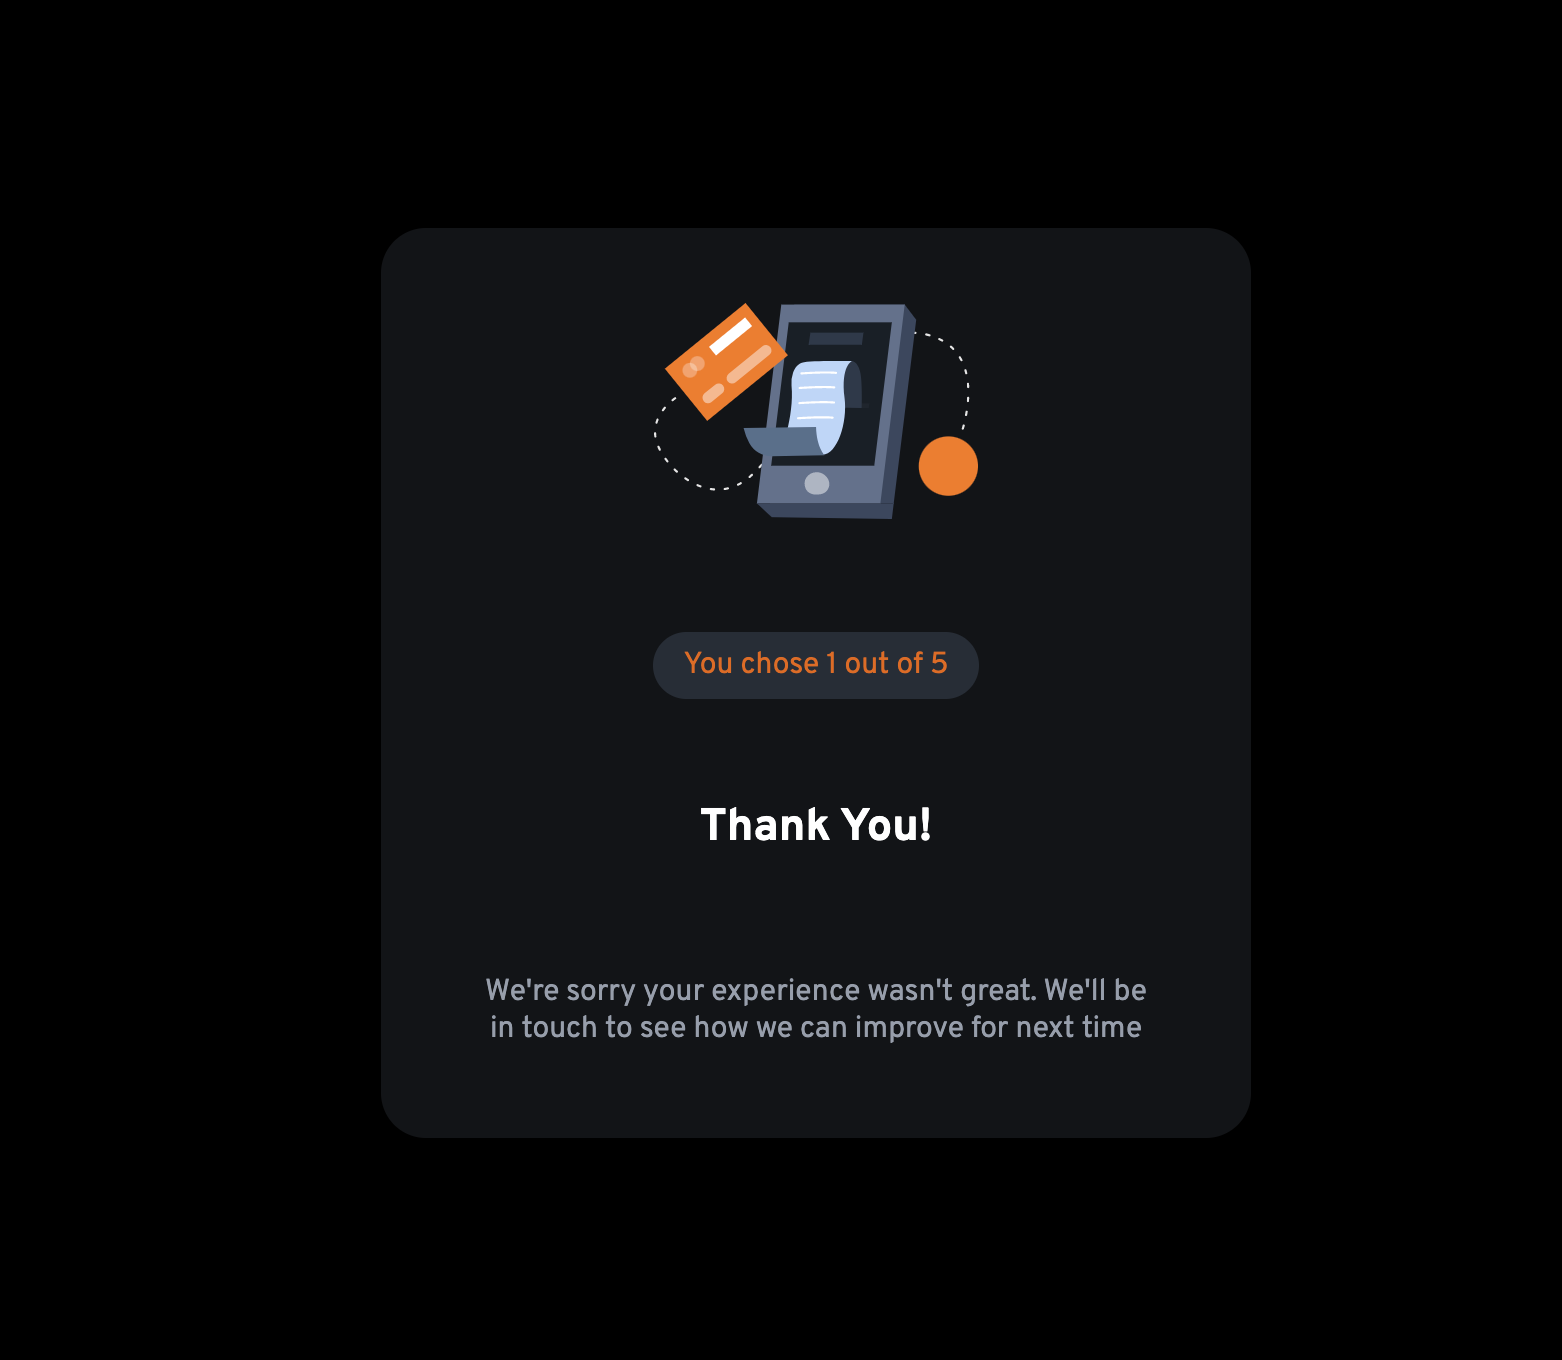 You chose 1 out of 5
Thank You!
We're sorry your experience wasn't great. We'll be
in touch to see how we can improve for next time